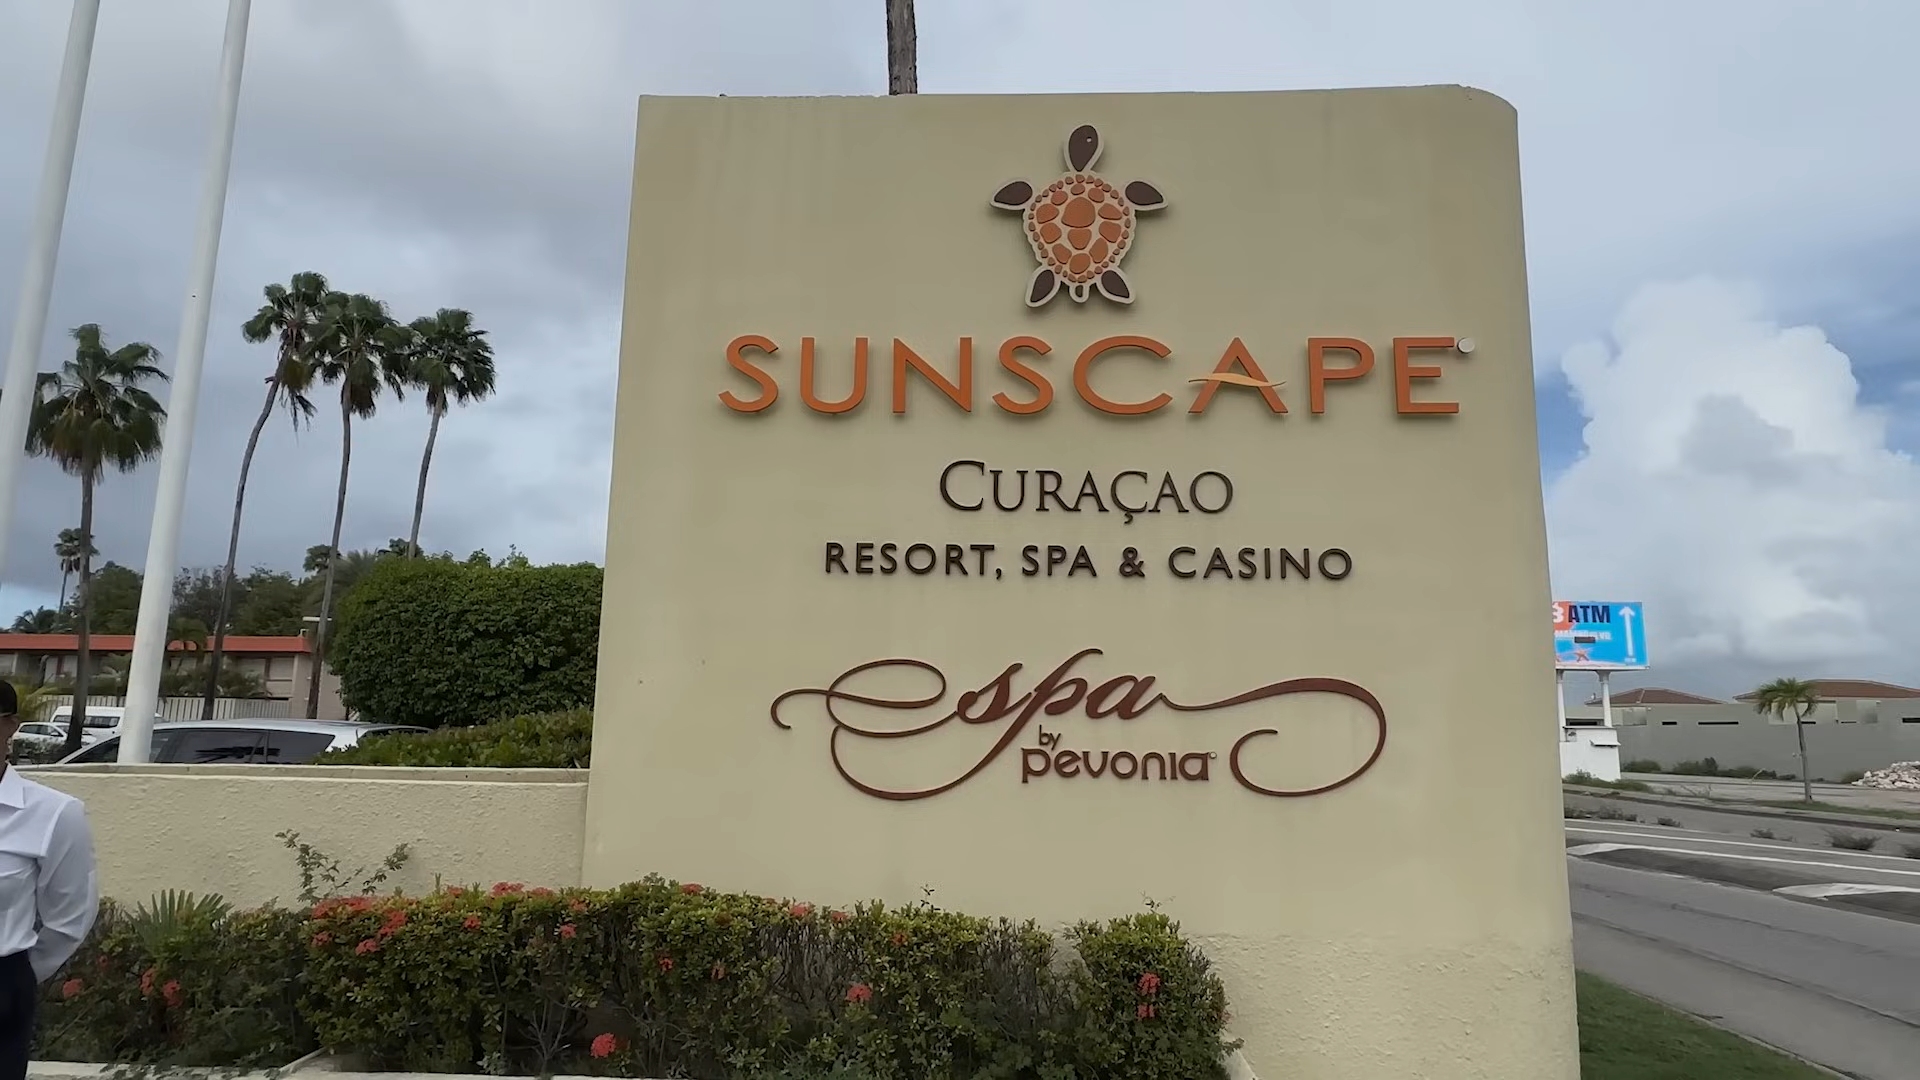 SUNSCAPE
CURAÇAO
RESORT, SPA & CASINO
spa
by
pevonia
ATM